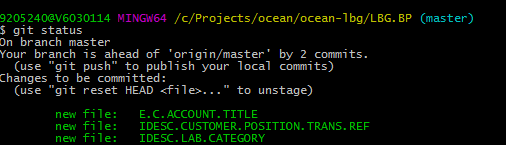 9205240@V6030114 MINGW64 /c/Projects/ocean/ocean-lbg/LBG.BP (master)
$ git status
On branch master
Your branch is ahead of 'origin/master' by 2 commits.
  (use "git push" to publish your local commits)
Changes to be committed:
  (use "git reset HEAD <file>..." to unstage)
        new file:   E.C.ACCOUNT.TITLE
        new file:   IDESC.CUSTOMER.POSITION.TRANS.REF
        new file:   IDESC.LAB.CATEGORY